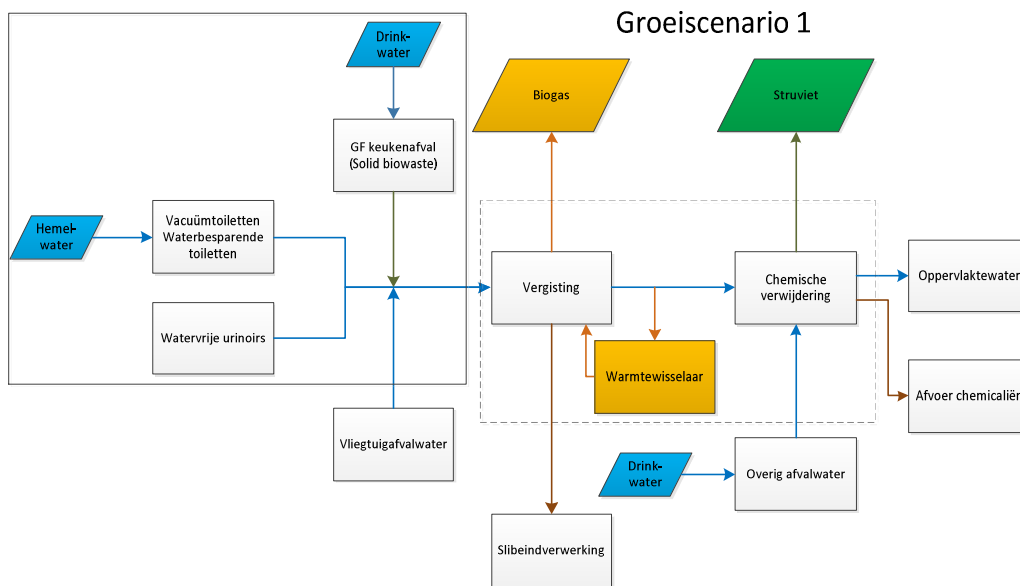 Groeiscenario 1
Drink-
water
Biogas
Struviet
GF keukenafval
(Solid biowaste)
Hemel-
water
Vacuümtoiletten
Waterbesparende
toiletten
Vergisting
Chemische
verwijdering
Oppervlaktewater
Watervrije urinoirs
Warmtewisselaar
Afvoer chemicaliën
Vliegtuigafvalwater
Drink-
water
Overig afvalwater
Slibeindverwerking